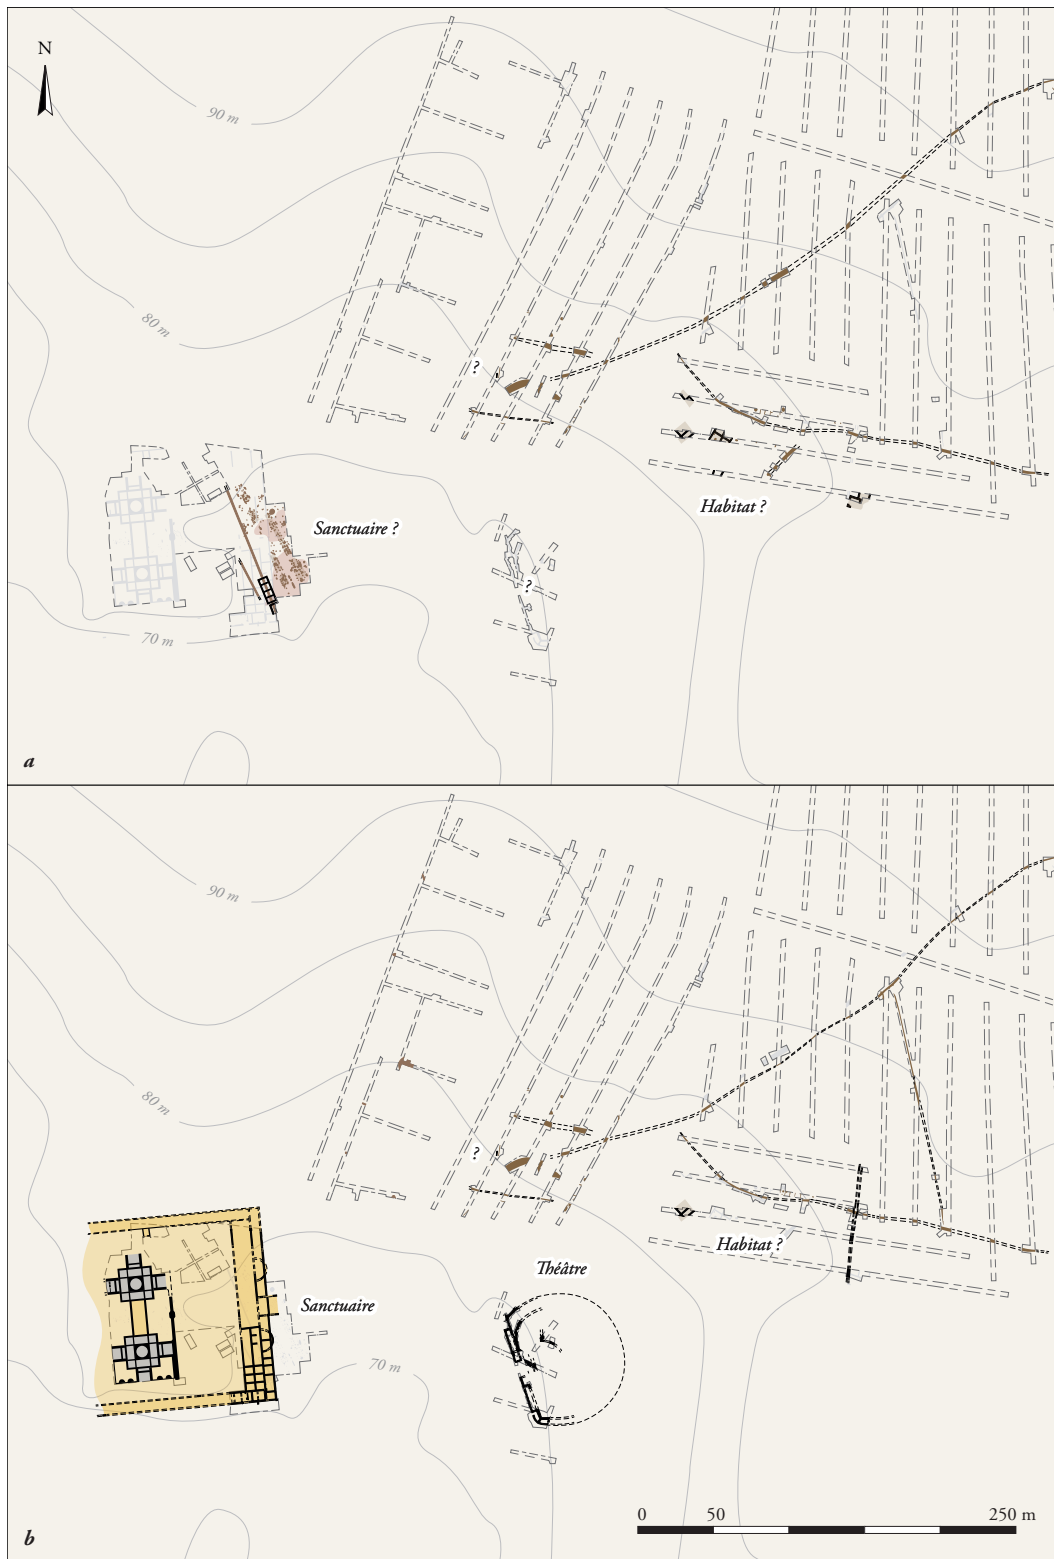 N
90 m
80 m
?
Sanctuaire ?
Habitat ?
?
70 m
a
90 m
80 m
?
Habitat ?
Théâtre
Sanctuaire
70 m
0 50 250 m
b